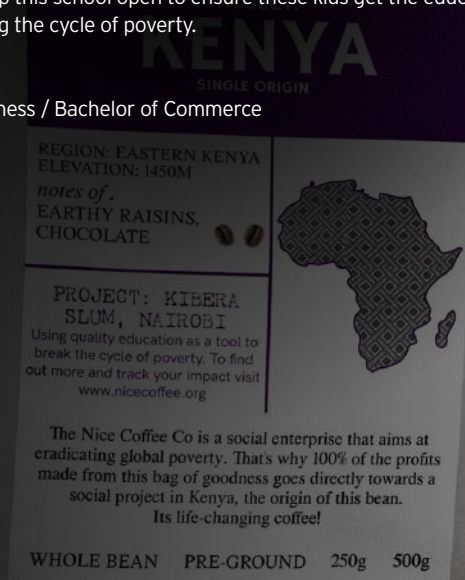 p this school open to ensure these kids get the educ
g the cycle of poverty.
KENYA
SINGLE ORIGIN
ness / Bachelor of Commerce
REGION: EASTERN KENYA
ELEVATION: 1450M
notes of.
EARTHY RAISINS,
CHOCOLATE
PROJECT: KIBERA
SLUM, NAIROBI
Using quality education as a tool to
break the cycle of poverty. To find
out more and track your impact visit
www.nicecoffee.org
The Nice Coffee Co is a social enterprise that aims at
eradicating global poverty. That's why 100% of the profits
made from this bag of goodness goes directly towards a
social project in Kenya, the origin of this bean.
Its life-changing coffee!
WHOLE BEAN PRE-GROUND 250g 500g